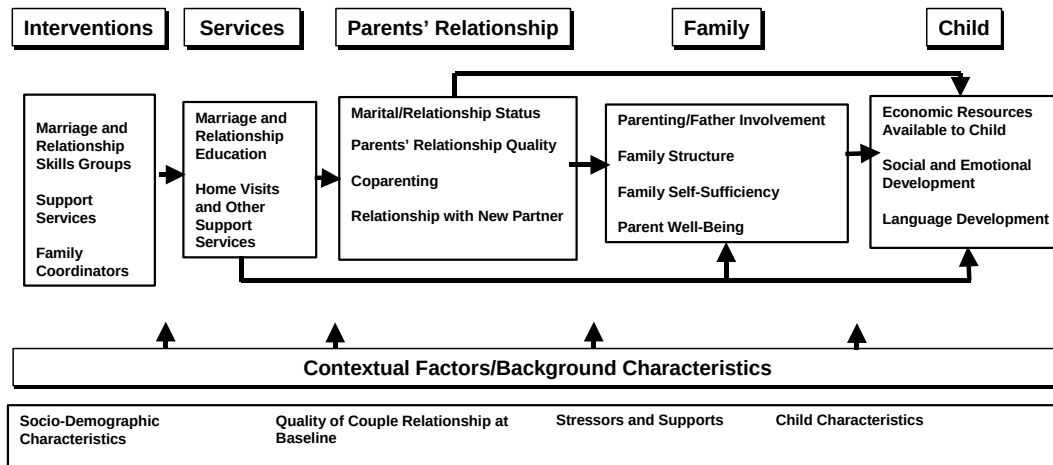 Interventions
Services
Parents' Relationship
Family
Child
Marriage and
Relationship
Skills Groups
Support
Services
Family
Coordinators
Marriage and
Relationship
Education
Home Visits
and Other
Support
Services
Marital/Relationship Status
Parents' Relationship Quality
Coparenting
Relationship with New Partner
Parenting/Father Involvement
Family Structure
Family Self-Sufficiency
Parent Well-Being
Economic Resources
Available to Child
Social and Emotional
Development
Language Development
Contextual Factors/Background Characteristics
Socio-Demographic
Characteristics
Quality of Couple Relationship at
Baseline
Stressors and Supports
Child Characteristics